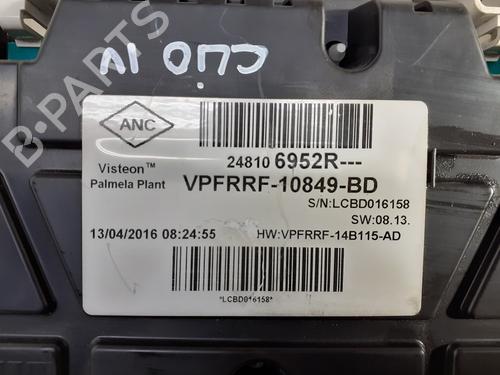 CLIO IV
B-PARTS
ANC
Visteon™
Palmela Plant
24810 6952R---
VPFRRF-10849-BD
S/N:LCBD016158
SW:08.13.
13/04/2016 08:24:55
HW:VPFRRF-14B115-AD
*LCBD016158*